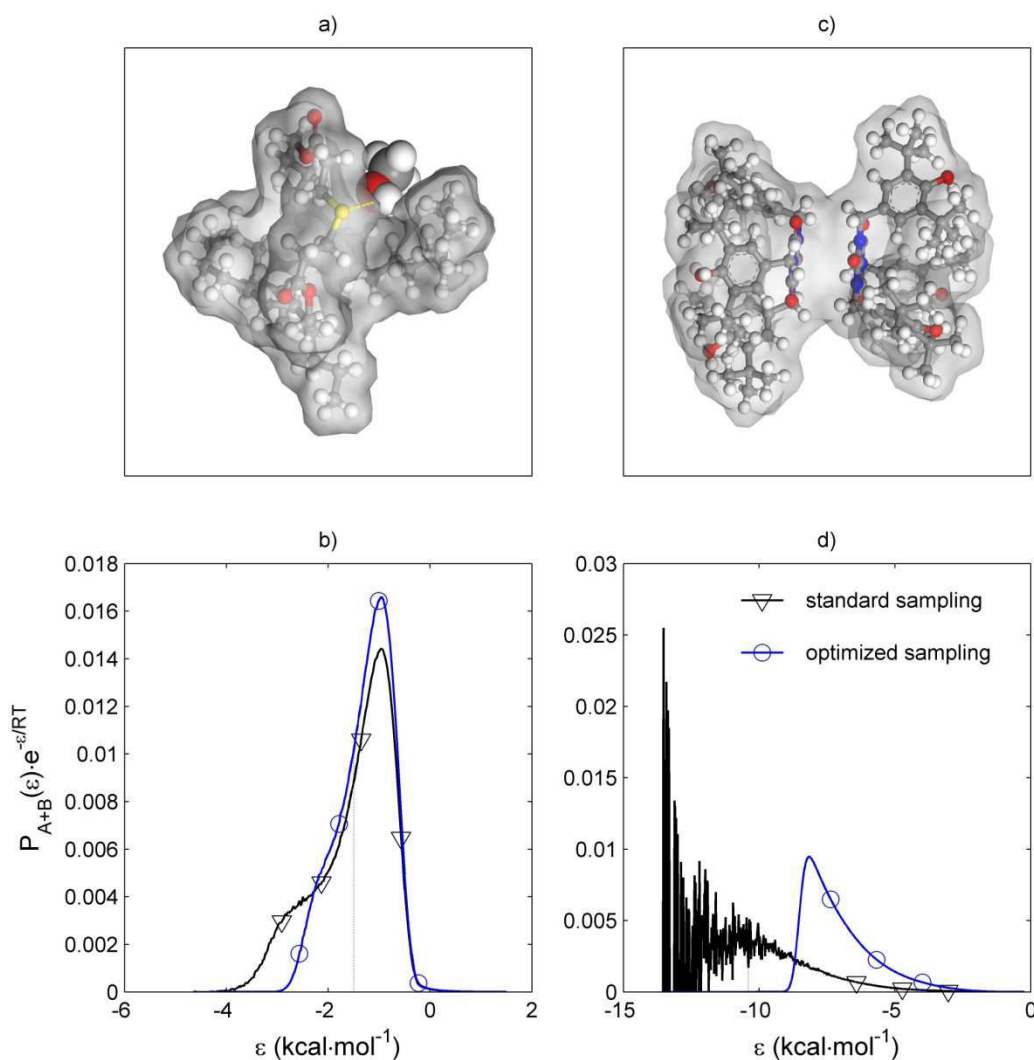 a)
c)
b)
d)
0.018
0.016
0.014
0.012
0.01
0.008
0.006
0.004
0.002
0
P_A+B(ε)·e^-ε/RT
-6
-4
-2
0
2
ε (kcal·mol⁻¹)
0.03
0.025
0.02
0.015
0.01
0.005
0
standard sampling
optimized sampling
-15
-10
-5
0
ε (kcal·mol⁻¹)